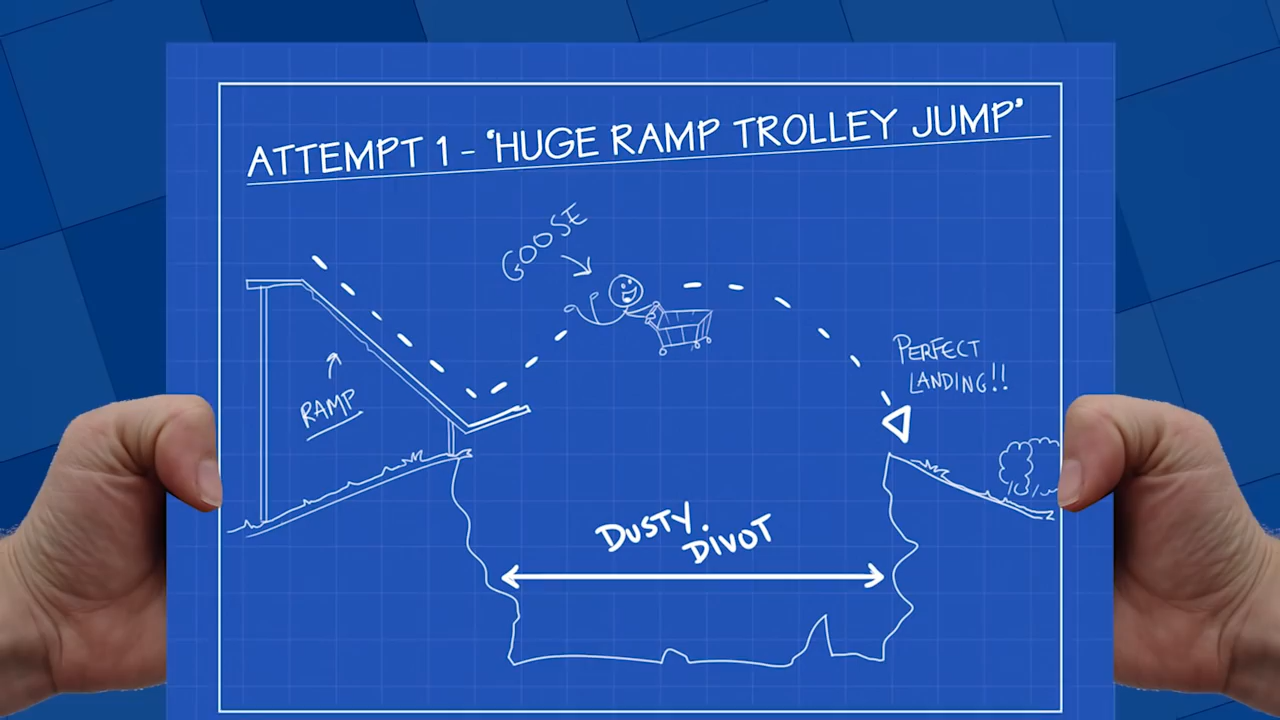 ATTEMPT 1 - 'HUGE RAMP TROLLEY JUMP'
GOOSE
PERFECT
LANDING!!
RAMP
DUSTY
DIVOT